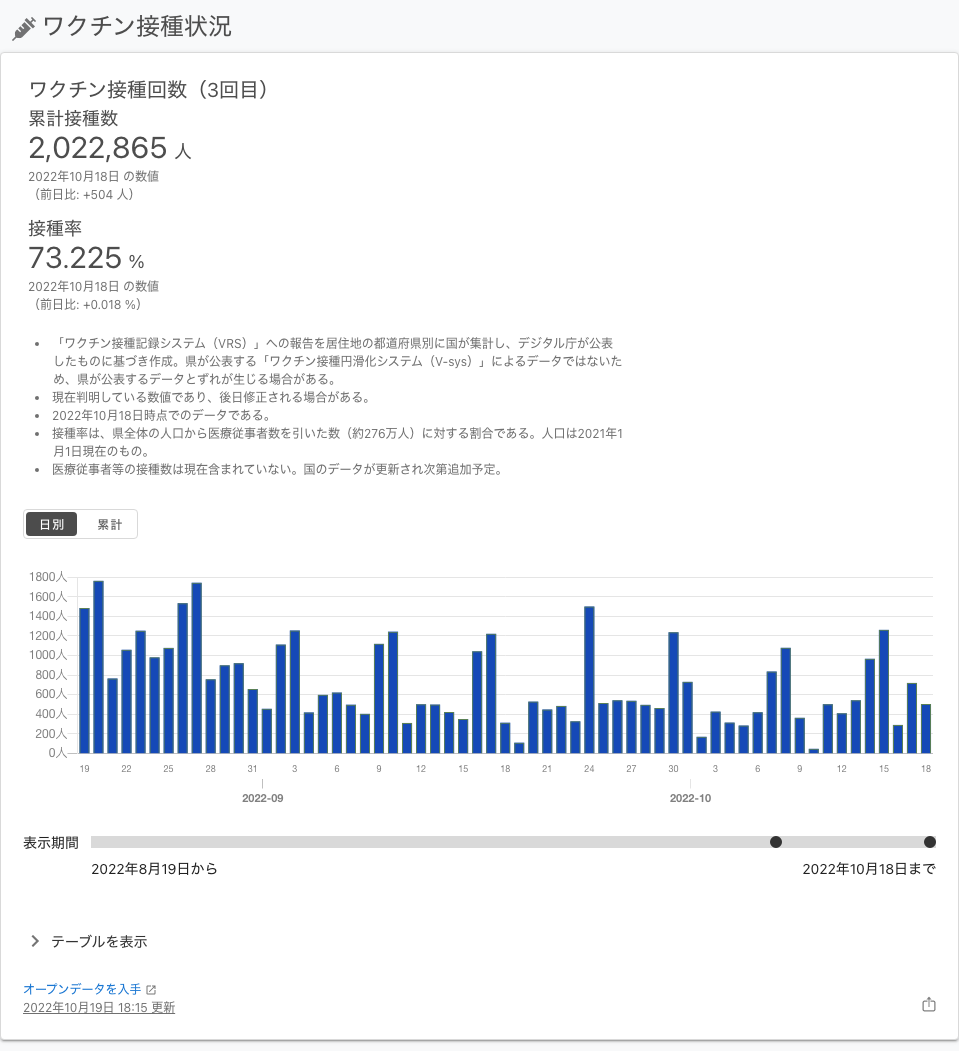 ワクチン接種状況
ワクチン接種回数（3回目）
累計接種数
2,022,865 人
2022年10月18日 の数値
（前日比: +504 人）
接種率
73.225 %
2022年10月18日 の数値
（前日比: +0.018 %）
• 「ワクチン接種記録システム（VRS）」への報告を居住地の都道府県別に国が集計し、デジタル庁が公表
したものに基づき作成。県が公表する「ワクチン接種円滑化システム（V-sys）」によるデータではないた
め、県が公表するデータとずれが生じる場合がある。
• 現在判明している数値であり、後日修正される場合がある。
• 2022年10月18日時点でのデータである。
• 接種率は、県全体の人口から医療従事者数を引いた数（約276万人）に対する割合である。人口は2021年1
月1日現在のもの。
• 医療従事者等の接種数は現在含まれていない。国のデータが更新され次第追加予定。
日別 累計
1800人
1600人
1400人
1200人
1000人
800人
600人
400人
200人
0人
19 22 25 28 31 3 6 9 12 15 18 21 24 27 30 3 6 9 12 15 18
2022-09 2022-10
表示期間
2022年8月19日から 2022年10月18日まで
テーブルを表示
オープンデータを入手
2022年10月19日 18:15 更新